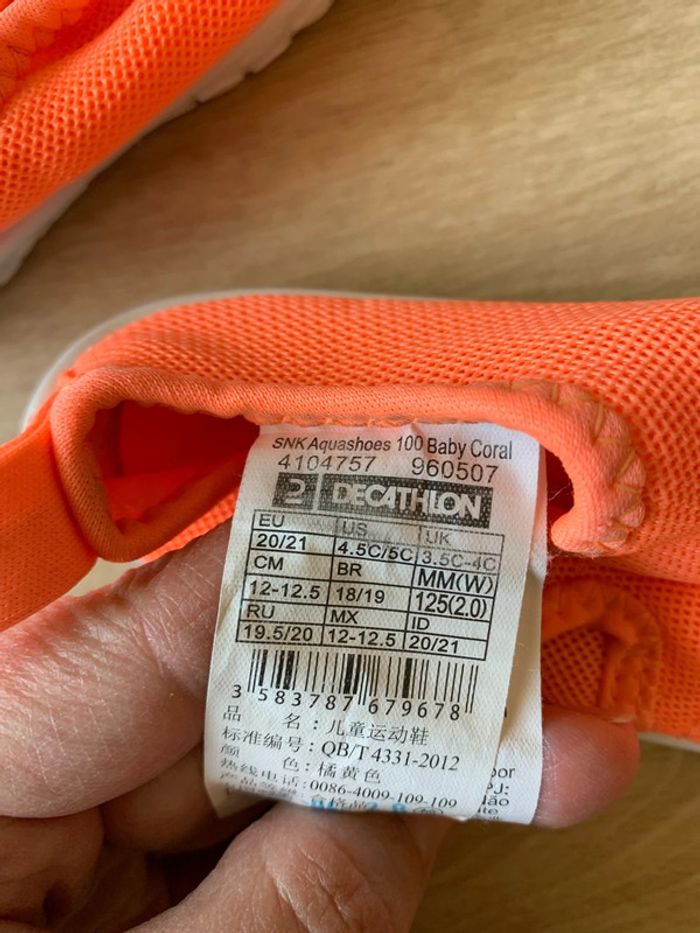 SNK Aquashoes 100 Baby Coral
4104757 960507
DECATHLON
EU US UK
20/21 4.5C/5C 3.5C-4C
CM BR MM(W)
12-12.5 18/19 125(2.0)
RU MX ID
19.5/20 12-12.5 20/21
3 583787 679678
品 名：儿童运动鞋
标准编号：QB/T 4331-2012
颜 色：橘黄色
热线电话：0086-4009-109-109
por
PJ: